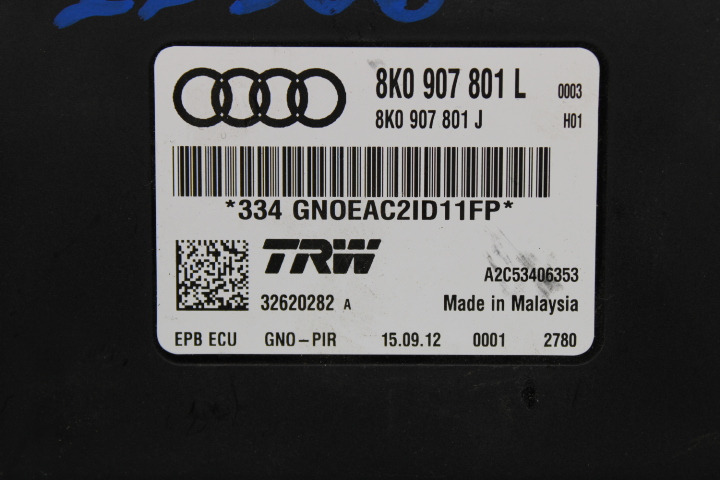 8K0 907 801 L 0003
8K0 907 801 J H01
*334 GNOEAC2ID11FP*
TRW A2C53406353
32620282 A Made in Malaysia
EPB ECU GNO-PIR 15.09.12 0001 2780